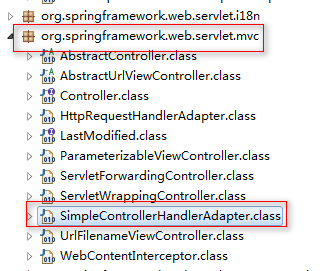 org.springframework.web.servlet.i18n
org.springframework.web.servlet.mvc
AbstractController.class
AbstractUrlViewController.class
Controller.class
HttpRequestHandlerAdapter.class
LastModified.class
ParameterizableViewController.class
ServletForwardingController.class
ServletWrappingController.class
SimpleControllerHandlerAdapter.class
UrlFilenameViewController.class
WebContentInterceptor.class